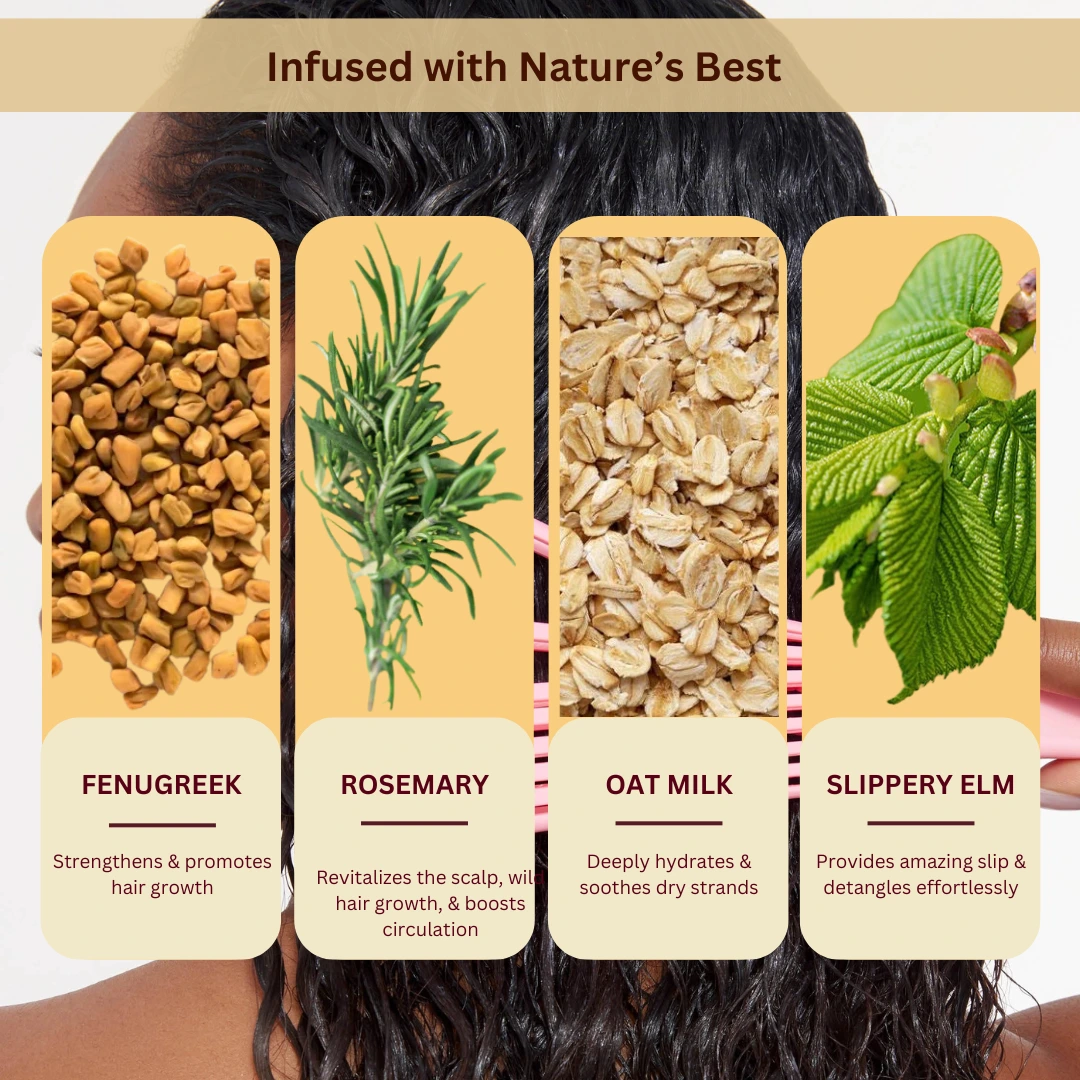 Infused with Nature’s Best
FENUGREEK
Strengthens & promotes
hair growth
ROSEMARY
Revitalizes the scalp, wild
hair growth, & boosts
circulation
OAT MILK
Deeply hydrates &
soothes dry strands
SLIPPERY ELM
Provides amazing slip &
detangles effortlessly